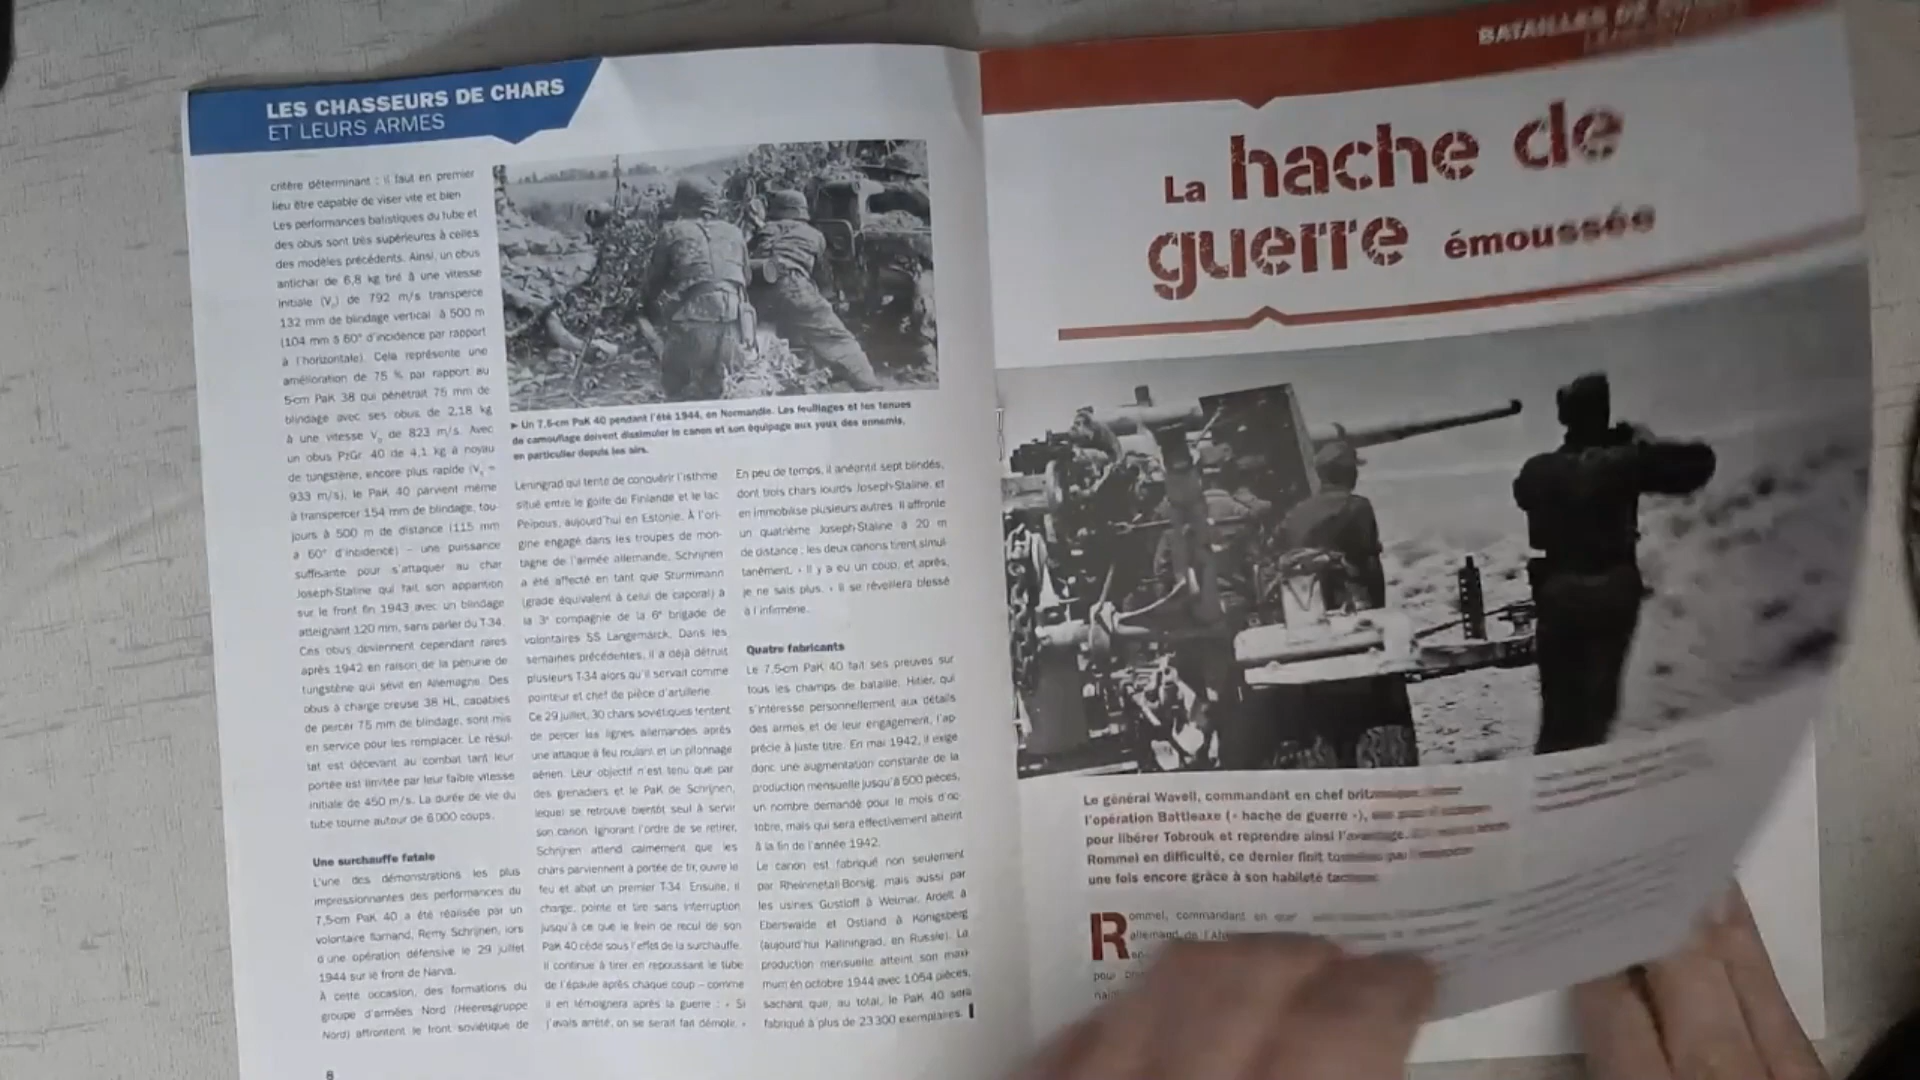 LES CHASSEURS DE CHARS
ET LEURS ARMES
critère déterminant : il faut en premier
lieu être capable de viser vite et bien
Les performances balistiques du tube et
des obus sont très supérieures à celles
des modèles précédents. Ainsi, un obus
antichar de 6,8 kg tiré à une vitesse
initiale (V₀) de 792 m/s transperce
132 mm de blindage vertical à 500 m
(104 mm à 60° d'incidence par rapport
à l'horizontale). Cela représente une
amélioration de 75 % par rapport au
5-cm PaK 38 qui pénétrait 75 mm de
blindage avec ses obus de 2,18 kg
à une vitesse V₀ de 823 m/s. Avec
un obus PzGr. 40 de 4,1 kg à noyau
de tungstène, encore plus rapide (V₀ =
933 m/s), le PaK 40 parvient même
à transpercer 154 mm de blindage, tou-
jours à 500 m de distance (115 mm
à 60° d'incidence) – une puissance
suffisante pour s'attaquer au char
Joseph-Staline qui fait son apparition
sur le front fin 1943 avec un blindage
atteignant 120 mm, sans parler du T-34.
Ces obus deviennent cependant rares
après 1942 en raison de la pénurie de
tungstène qui sévit en Allemagne. Des
obus à charge creuse 38 HL, capables
de percer 75 mm de blindage, sont mis
en service pour les remplacer. Le résul-
tat est décevant au combat tant leur
portée est limitée par leur faible vitesse
initiale de 450 m/s. La durée de vie du
tube tourne autour de 6 000 coups.
Une surchauffe fatale
L'une des démonstrations les plus
impressionnantes des performances du
7,5-cm PaK 40 a été réalisée par un
volontaire flamand, Remy Schrijnen, lors
d'une opération défensive le 29 juillet
1944 sur le front de Narva.
À cette occasion, des formations du
groupe d'armées Nord (Heeresgruppe
Nord) affrontent le front soviétique de
8
▶ Un 7,5-cm PaK 40 pendant l'été 1944, en Normandie. Les feuillages et les tenues
de camouflage doivent dissimuler le canon et son équipage aux yeux des ennemis,
en particulier depuis les airs.
Leningrad qui tente de conquérir l'isthme
situé entre le golfe de Finlande et le lac
Peïpous, aujourd'hui en Estonie. À l'ori-
gine engagé dans les troupes de mon-
tagne de l'armée allemande, Schrijnen
a été affecté en tant que Sturmmann
(grade équivalent à celui de caporal) à
la 3e compagnie de la 6e brigade de
volontaires SS Langemarck. Dans les
semaines précédentes, il a déjà détruit
plusieurs T-34 alors qu'il servait comme
pointeur et chef de pièce d'artillerie.
Ce 29 juillet, 30 chars soviétiques tentent
de percer les lignes allemandes après
une attaque à feu roulant et un pilonnage
aérien. Leur objectif n'est tenu que par
des grenadiers et le PaK de Schrijnen,
lequel se retrouve bientôt seul à servir
son canon. Ignorant l'ordre de se retirer,
Schrijnen attend calmement que les
chars parviennent à portée de tir, ouvre le
feu et abat un premier T-34. Ensuite, il
charge, pointe et tire sans interruption
jusqu'à ce que le frein de recul de son
PaK 40 cède sous l'effet de la surchauffe.
Il continue à tirer en repoussant le tube
de l'épaule après chaque coup – comme
il en témoignera après la guerre : « Si
j'avais arrêté, on se serait fait démolir. »
En peu de temps, il anéantit sept blindés,
dont trois chars lourds Joseph-Staline, et
en immobilise plusieurs autres. Il affronte
un quatrième Joseph-Staline à 20 m
de distance ; les deux canons tirent simul-
tanément. « Il y a eu un coup, et après,
je ne sais plus. » Il se réveillera blessé
à l'infirmerie.
Quatre fabricants
Le 7,5-cm PaK 40 fait ses preuves sur
tous les champs de bataille. Hitler, qui
s'intéresse personnellement aux détails
des armes et de leur engagement, l'ap-
précie à juste titre. En mai 1942, il exige
donc une augmentation constante de la
production mensuelle jusqu'à 600 pièces,
un nombre demandé pour le mois d'oc-
tobre, mais qui sera effectivement atteint
à la fin de l'année 1942.
Le canon est fabriqué non seulement
par Rheinmetall-Borsig, mais aussi par
les usines Gustloff à Weimar, Ardelt à
Eberswalde et Ostland à Königsberg
(aujourd'hui Kaliningrad, en Russie). La
production mensuelle atteint son maxi-
mum en octobre 1944 avec 1 054 pièces,
sachant que, au total, le PaK 40 sera
fabriqué à plus de 23 300 exemplaires.
BATAILLES DE
La hache de
guerre émoussée
Le général Wavell, commandant en chef britannique
l'opération Battleaxe (« hache de guerre »),
pour libérer Tobrouk et reprendre ainsi l'avantage.
Rommel en difficulté, ce dernier finit
une fois encore grâce à son habileté tactique.
Rommel, commandant en
allemand de
pour